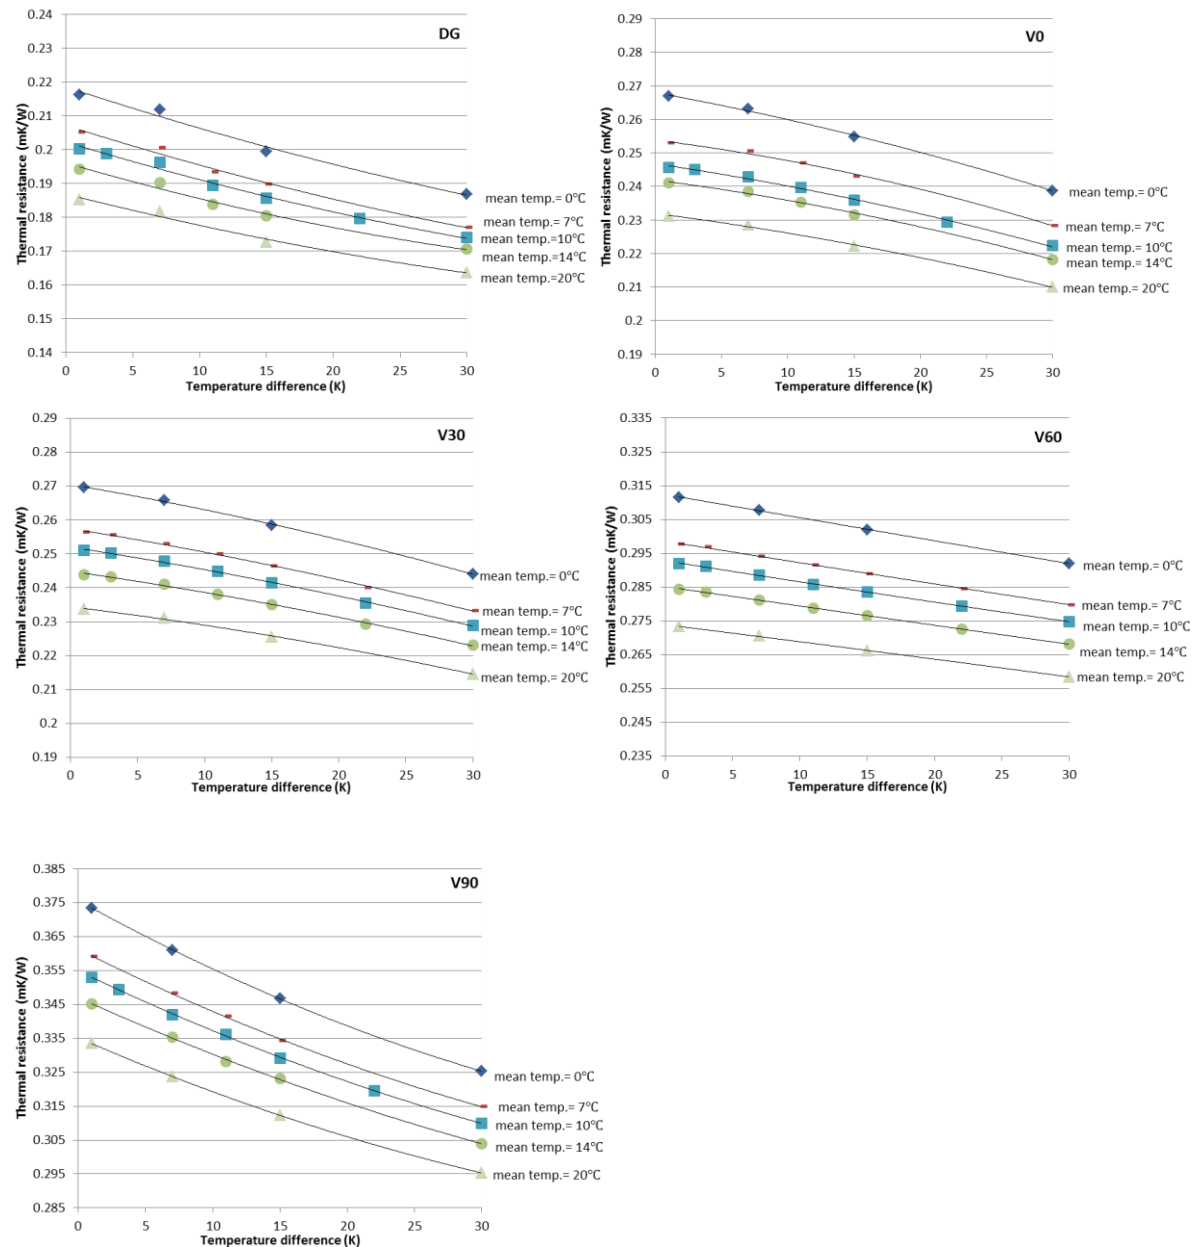 DG
Thermal resistance (mK/W)
0.24
0.23
0.22
0.21
0.2
0.19
0.18
0.17
0.16
0.15
0.14
0 5 10 15 20 25 30
Temperature difference (K)
mean temp.= 0°C
mean temp.= 7°C
mean temp.=10°C
mean temp.=14°C
mean temp.=20°C
V0
Thermal resistance (mK/W)
0.29
0.28
0.27
0.26
0.25
0.24
0.23
0.22
0.21
0.2
0.19
0 5 10 15 20 25 30
Temperature difference (K)
mean temp.= 0°C
mean temp.= 7°C
mean temp.= 10°C
mean temp.= 14°C
mean temp.= 20°C
V30
Thermal resistance (mK/W)
0.29
0.28
0.27
0.26
0.25
0.24
0.23
0.22
0.21
0.2
0.19
0 5 10 15 20 25 30
Temperature difference (K)
mean temp.= 0°C
mean temp.= 7°C
mean temp.= 10°C
mean temp.= 14°C
mean temp.= 20°C
V60
Thermal resistance (mK/W)
0.335
0.325
0.315
0.305
0.295
0.285
0.275
0.265
0.255
0.245
0.235
0 5 10 15 20 25 30
Temperature difference (K)
mean temp.= 0°C
mean temp.= 7°C
mean temp.= 10°C
mean temp.= 14°C
mean temp.= 20°C
V90
Thermal resistance (mK/W)
0.385
0.375
0.365
0.355
0.345
0.335
0.325
0.315
0.305
0.295
0.285
0 5 10 15 20 25 30
Temperature difference (K)
mean temp.= 0°C
mean temp.= 7°C
mean temp.= 10°C
mean temp.= 14°C
mean temp.= 20°C